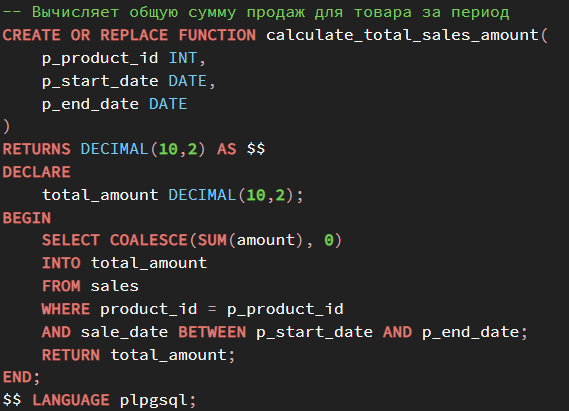 -- Вычисляет общую сумму продаж для товара за период
CREATE OR REPLACE FUNCTION calculate_total_sales_amount(
    p_product_id INT,
    p_start_date DATE,
    p_end_date DATE
)
RETURNS DECIMAL(10,2) AS $$
DECLARE
    total_amount DECIMAL(10,2);
BEGIN
    SELECT COALESCE(SUM(amount), 0)
    INTO total_amount
    FROM sales
    WHERE product_id = p_product_id
    AND sale_date BETWEEN p_start_date AND p_end_date;
    RETURN total_amount;
END;
$$ LANGUAGE plpgsql;